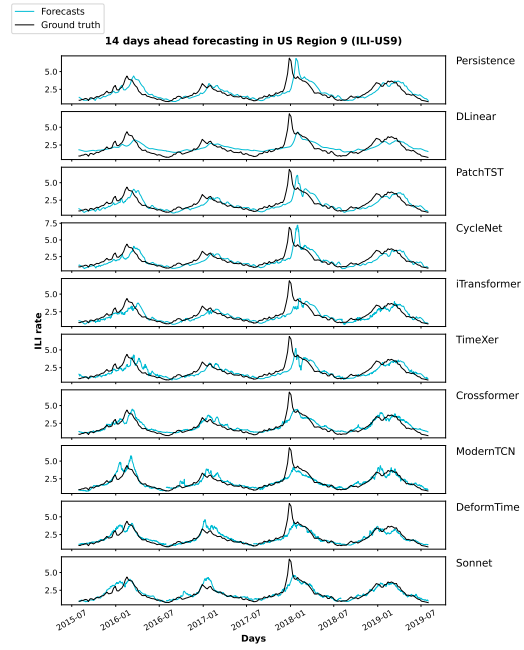 Forecasts
Ground truth
14 days ahead forecasting in US Region 9 (ILI-US9)
Persistence
5.0
2.5
DLinear
5.0
2.5
PatchTST
5.0
2.5
CycleNet
7.5
5.0
2.5
iTransformer
5.0
2.5
ILI rate
TimeXer
5.0
2.5
Crossformer
5.0
2.5
ModernTCN
5.0
2.5
DeformTime
5.0
2.5
Sonnet
5.0
2.5
2015-07
2016-01
2016-07
2017-01
2017-07
2018-01
2018-07
2019-01
2019-07
Days